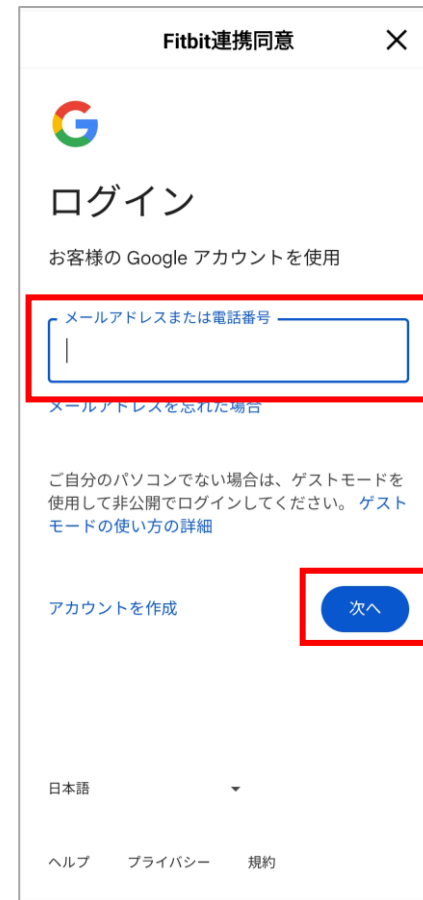 Fitbit連携同意
ログイン
お客様の Google アカウントを使用
メールアドレスまたは電話番号
メールアドレスを忘れた場合
ご自分のパソコンでない場合は、ゲストモードを
使用して非公開でログインしてください。 ゲスト
モードの使い方の詳細
アカウントを作成
次へ
日本語
ヘルプ プライバシー 規約